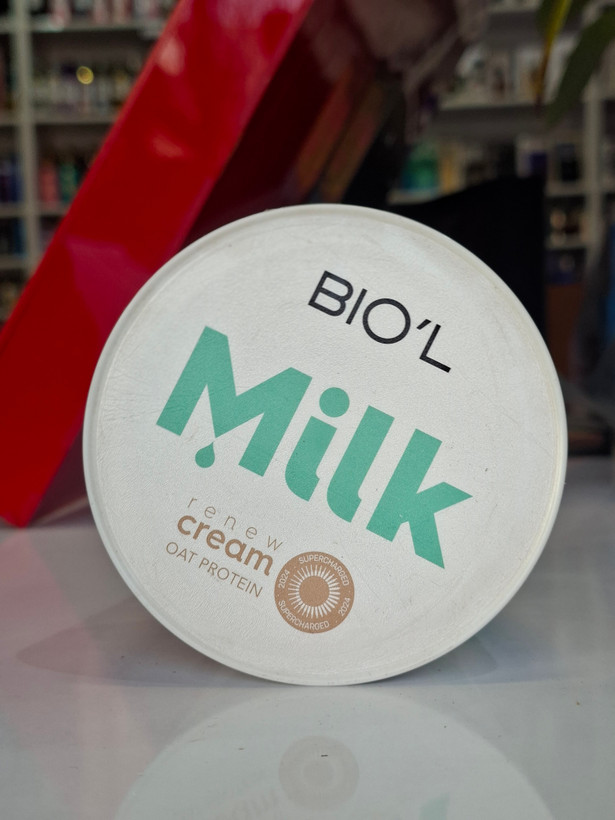 BIO'L
Milk
renew
cream
OAT PROTEIN
SUPERCHARGED
2024
2024
SUPERCHARGED